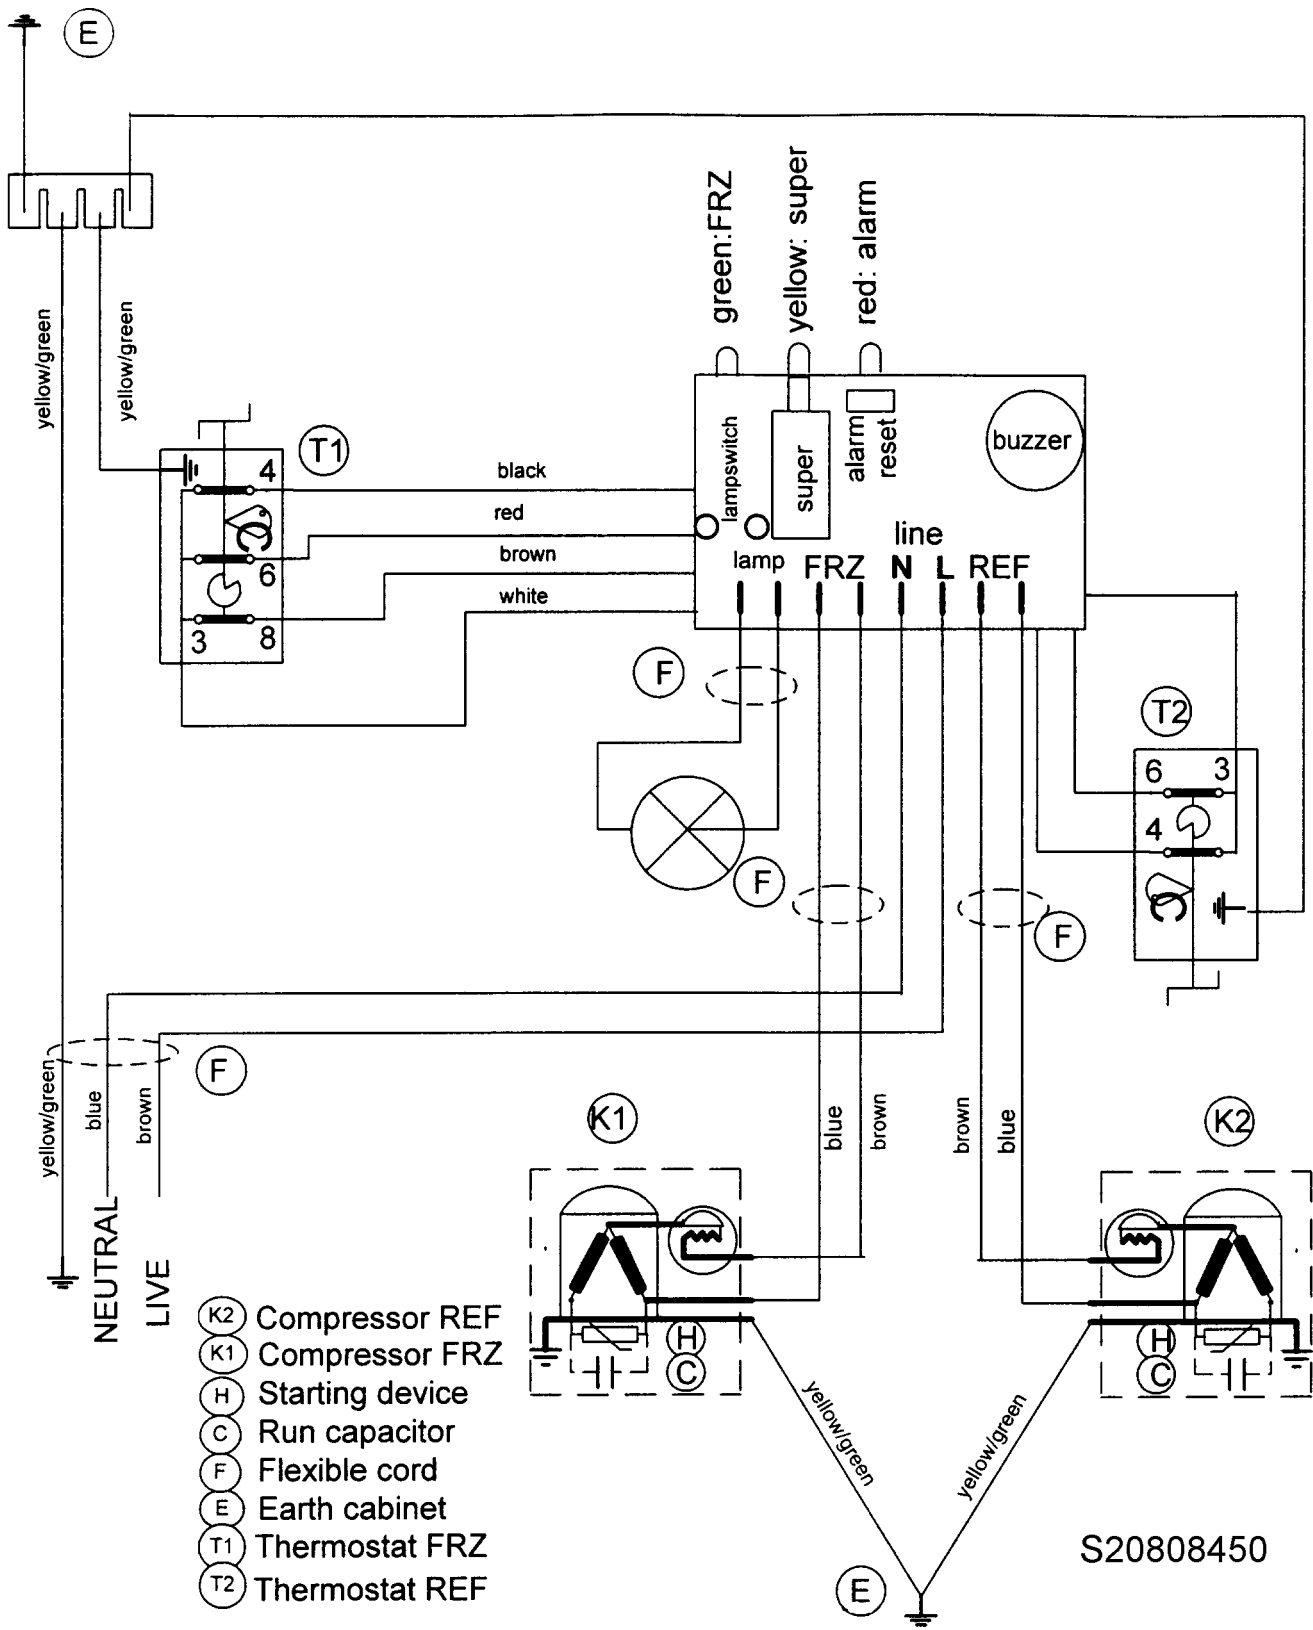 E
green:FRZ
yellow: super
red: alarm
yellow/green
yellow/green
T1
4
C
6
3
8
black
red
brown
white
lampswitch
super
alarm
reset
buzzer
line
lamp
FRZ
N
L
REF
F
T2
6
3
4
C
F
F
yellow/green
blue
brown
F
NEUTRAL
LIVE
K1
blue
brown
brown
blue
K2
H
C
H
C
yellow/green
yellow/green
K2 Compressor REF
K1 Compressor FRZ
H Starting device
C Run capacitor
F Flexible cord
E Earth cabinet
T1 Thermostat FRZ
T2 Thermostat REF
E
S20808450